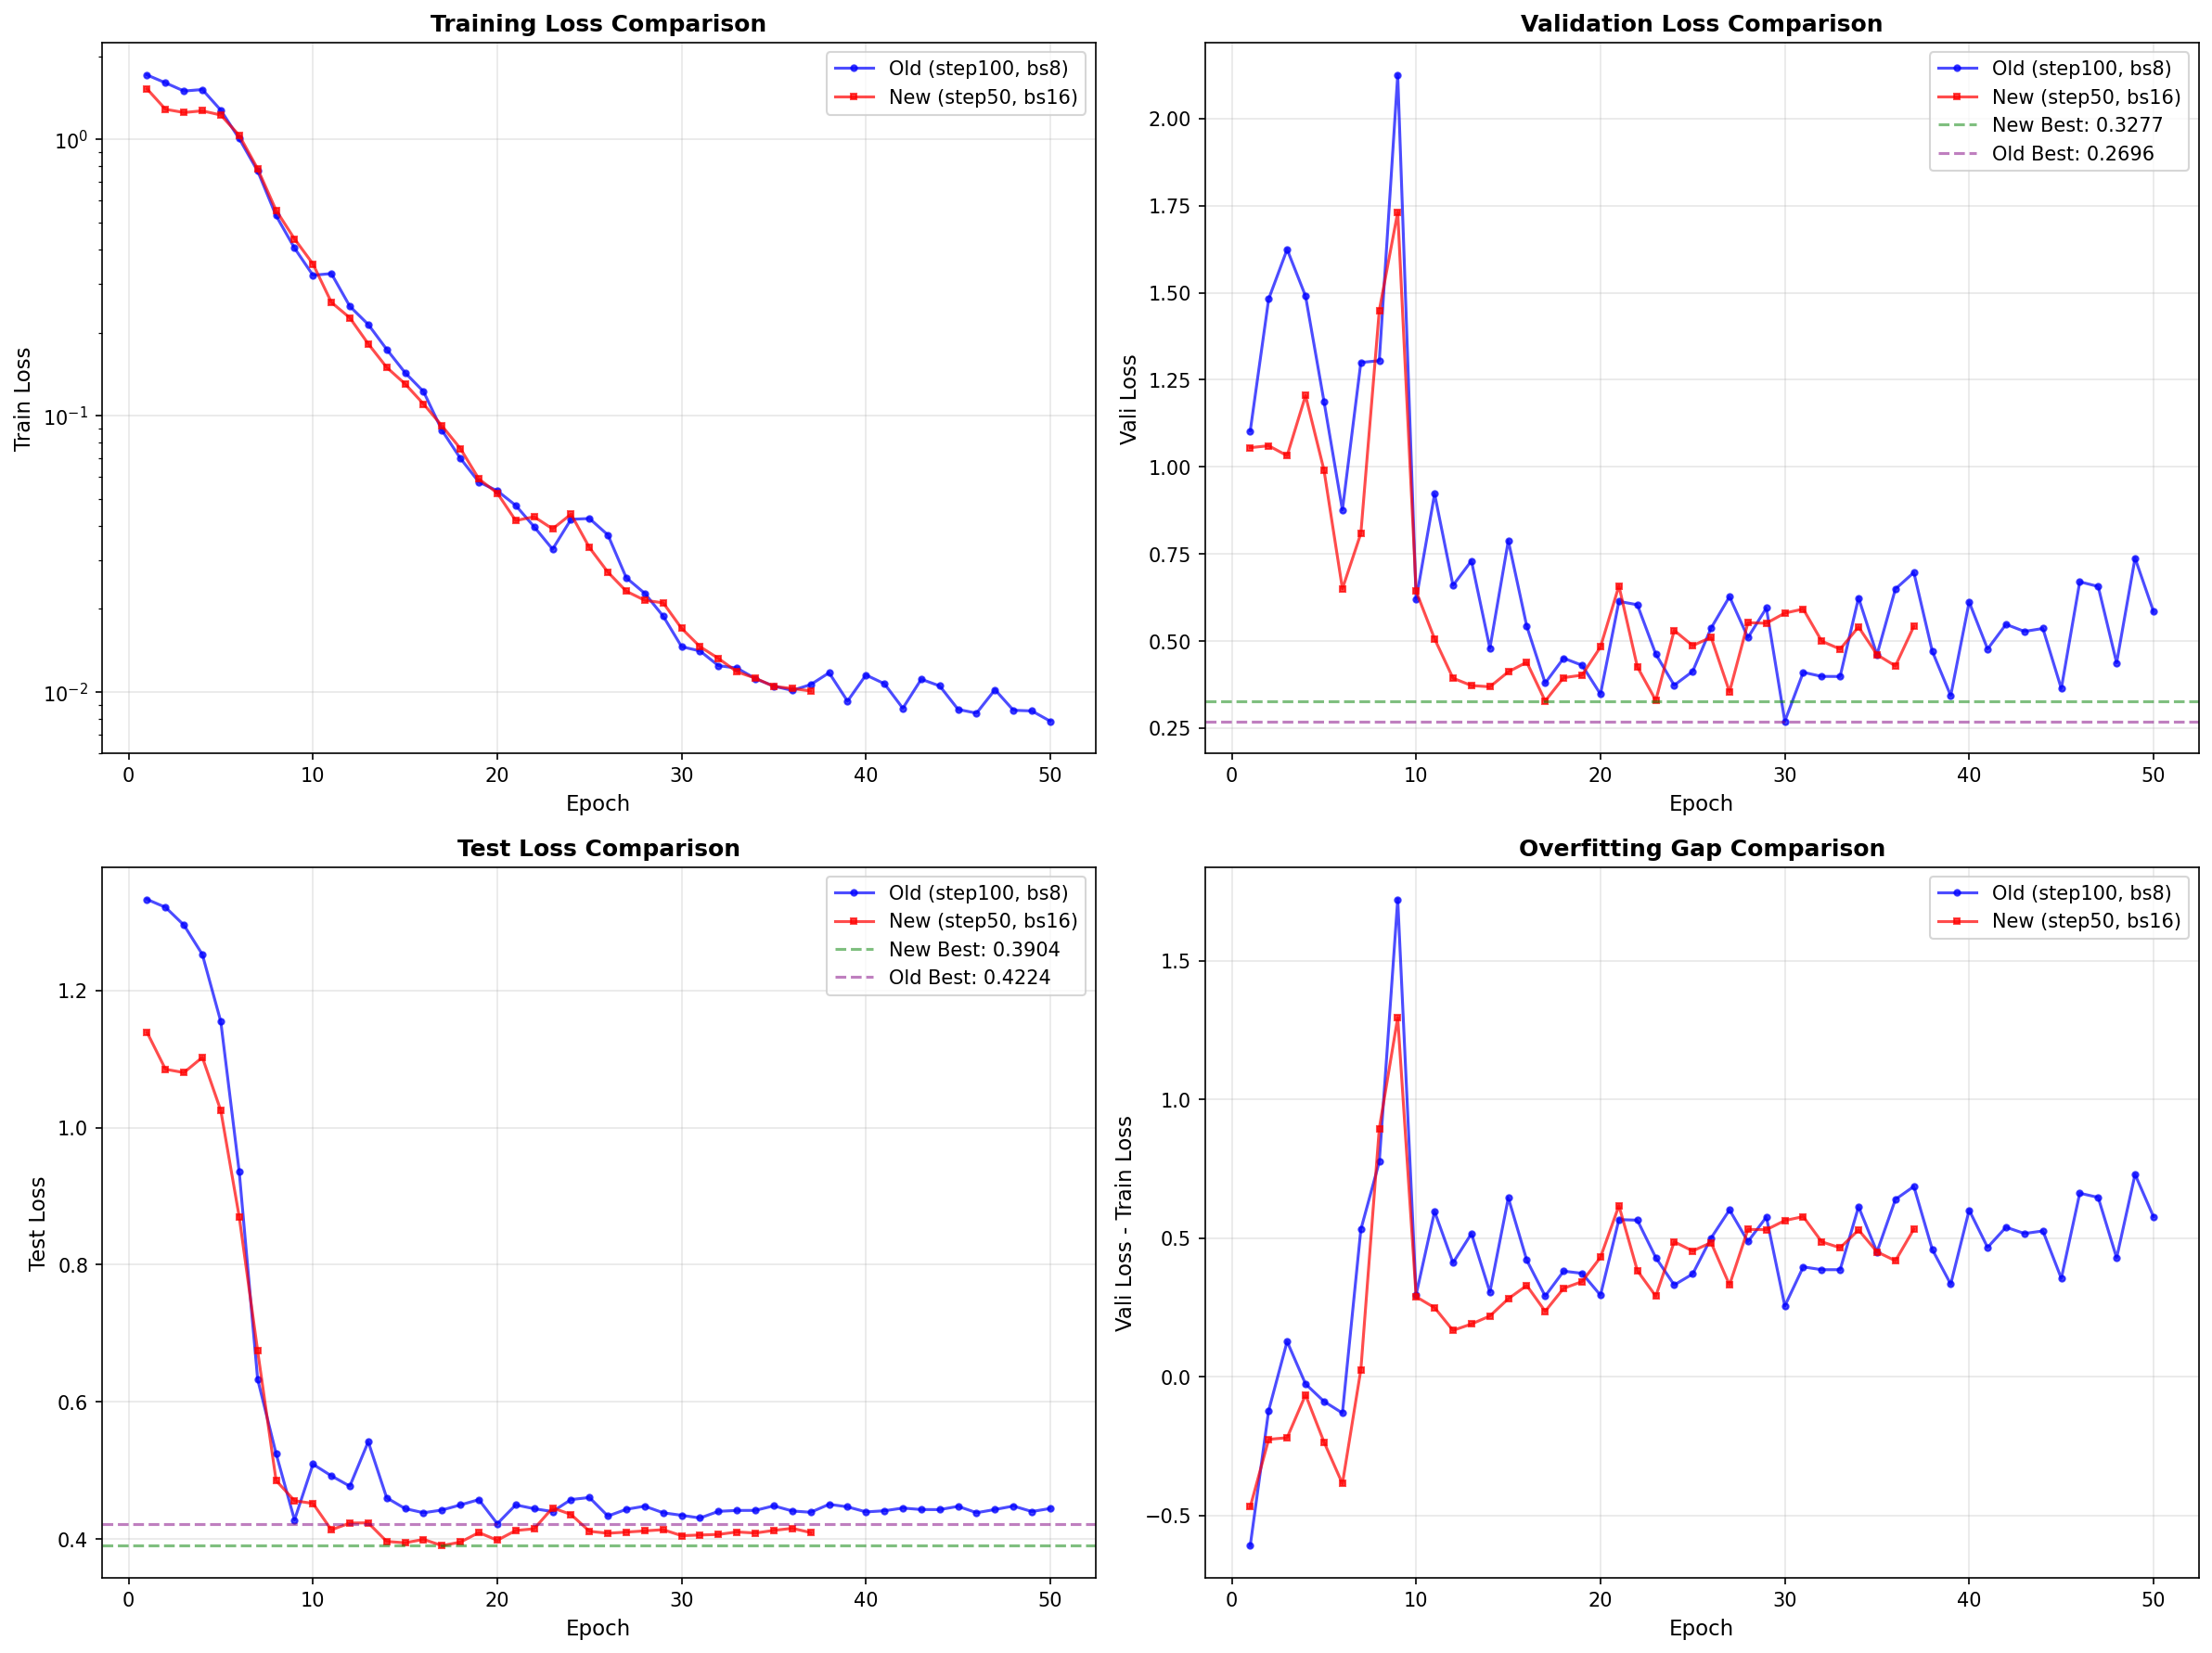 Training Loss Comparison
Old (step100, bs8)
New (step50, bs16)
Train Loss
10⁰
10⁻¹
10⁻²
0 10 20 30 40 50
Epoch
Validation Loss Comparison
Old (step100, bs8)
New (step50, bs16)
New Best: 0.3277
Old Best: 0.2696
Vali Loss
2.00
1.75
1.50
1.25
1.00
0.75
0.50
0.25
0 10 20 30 40 50
Epoch
Test Loss Comparison
Old (step100, bs8)
New (step50, bs16)
New Best: 0.3904
Old Best: 0.4224
Test Loss
1.2
1.0
0.8
0.6
0.4
0 10 20 30 40 50
Epoch
Overfitting Gap Comparison
Old (step100, bs8)
New (step50, bs16)
Vali Loss - Train Loss
1.5
1.0
0.5
0.0
−0.5
0 10 20 30 40 50
Epoch